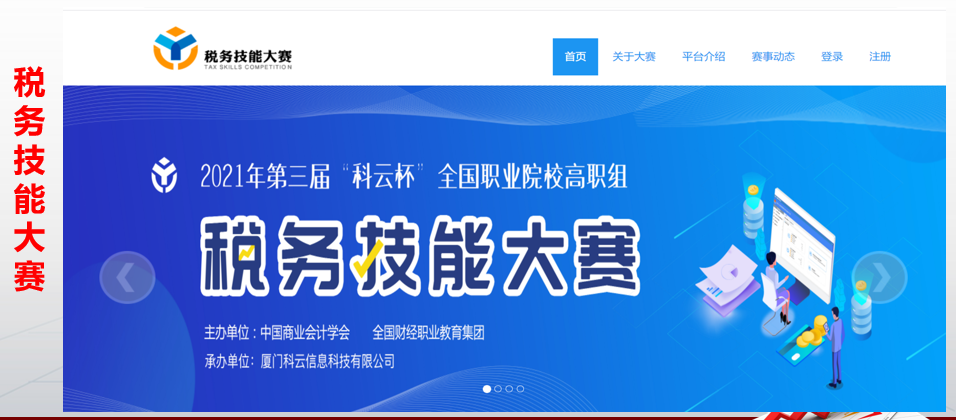 税务技能大赛
税务技能大赛
TAX SKILLS COMPETITION
首页 关于大赛 平台介绍 赛事动态 登录 注册
2021年第三届“科云杯”全国职业院校高职组
税务技能大赛
主办单位：中国商业会计学会 全国财经职业教育集团
承办单位：厦门科云信息科技有限公司